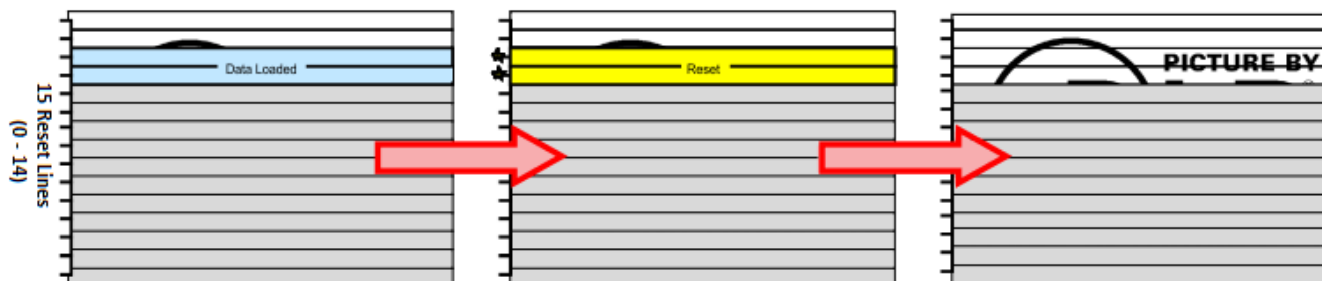 15 Reset Lines
(0 - 14)
Data Loaded
*
*
Reset
PICTURE BY